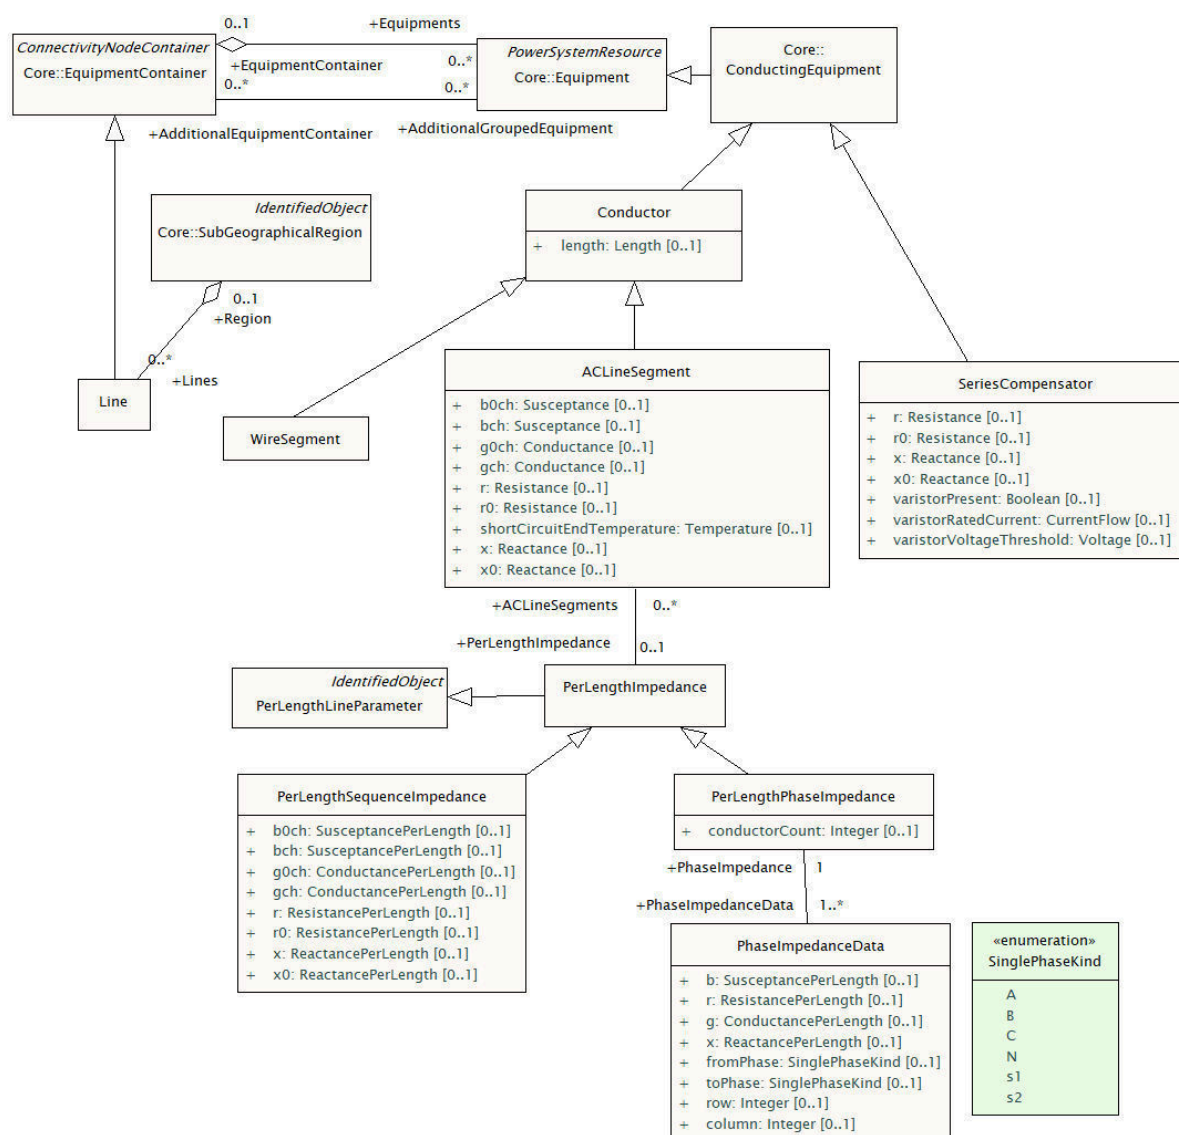 0..1
+Equipments
ConnectivityNodeContainer
Core::EquipmentContainer
+EquipmentContainer
0..*
0..*
0..*
PowerSystemResource
Core::Equipment
Core::
ConductingEquipment
+AdditionalEquipmentContainer
+AdditionalGroupedEquipment
IdentifiedObject
Core::SubGeographicalRegion
0..1
+Region
0..*
+Lines
Line
Conductor
+ length: Length [0..1]
WireSegment
ACLineSegment
+ b0ch: Susceptance [0..1]
+ bch: Susceptance [0..1]
+ g0ch: Conductance [0..1]
+ gch: Conductance [0..1]
+ r: Resistance [0..1]
+ r0: Resistance [0..1]
+ shortCircuitEndTemperature: Temperature [0..1]
+ x: Reactance [0..1]
+ x0: Reactance [0..1]
SeriesCompensator
+ r: Resistance [0..1]
+ r0: Resistance [0..1]
+ x: Reactance [0..1]
+ x0: Reactance [0..1]
+ varistorPresent: Boolean [0..1]
+ varistorRatedCurrent: CurrentFlow [0..1]
+ varistorVoltageThreshold: Voltage [0..1]
+ACLineSegments
0..*
+PerLengthImpedance
0..1
IdentifiedObject
PerLengthLineParameter
PerLengthImpedance
PerLengthSequenceImpedance
+ b0ch: SusceptancePerLength [0..1]
+ bch: SusceptancePerLength [0..1]
+ g0ch: ConductancePerLength [0..1]
+ gch: ConductancePerLength [0..1]
+ r: ResistancePerLength [0..1]
+ r0: ResistancePerLength [0..1]
+ x: ReactancePerLength [0..1]
+ x0: ReactancePerLength [0..1]
PerLengthPhaseImpedance
+ conductorCount: Integer [0..1]
+PhaseImpedance
1
+PhaseImpedanceData
1..*
PhaseImpedanceData
+ b: SusceptancePerLength [0..1]
+ r: ResistancePerLength [0..1]
+ g: ConductancePerLength [0..1]
+ x: ReactancePerLength [0..1]
+ fromPhase: SinglePhaseKind [0..1]
+ toPhase: SinglePhaseKind [0..1]
+ row: Integer [0..1]
+ column: Integer [0..1]
«enumeration»
SinglePhaseKind
A
B
C
N
s1
s2